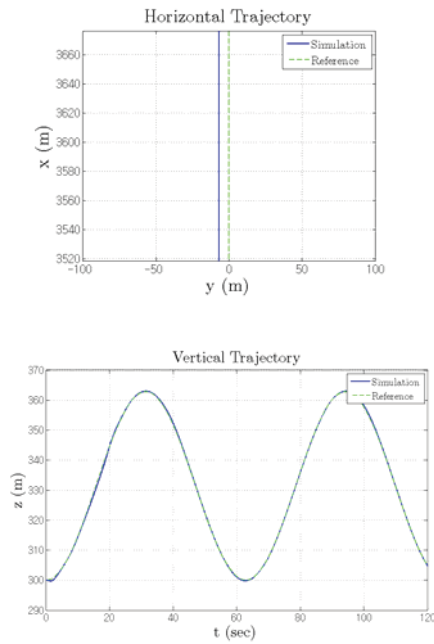 Horizontal Trajectory
Simulation
Reference
3660
3640
3620
3600
3580
3560
3540
3520
x (m)
-100
-50
0
50
100
y (m)
Vertical Trajectory
Simulation
Reference
370
360
350
340
330
320
310
300
290
z (m)
0
20
40
60
80
100
120
t (sec)